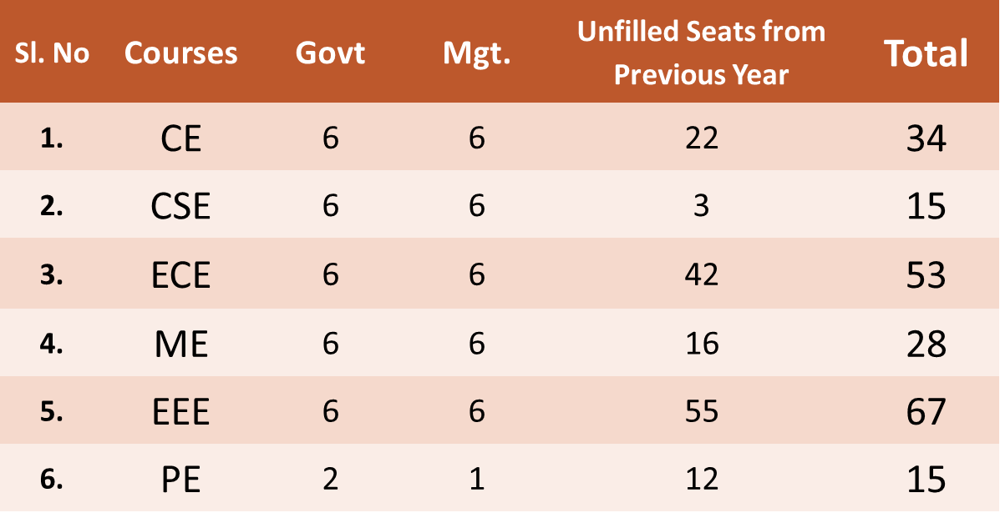 Sl. No Courses Govt Mgt. Unfilled Seats from Previous Year Total
1. CE 6 6 22 34
2. CSE 6 6 3 15
3. ECE 6 6 42 53
4. ME 6 6 16 28
5. EEE 6 6 55 67
6. PE 2 1 12 15